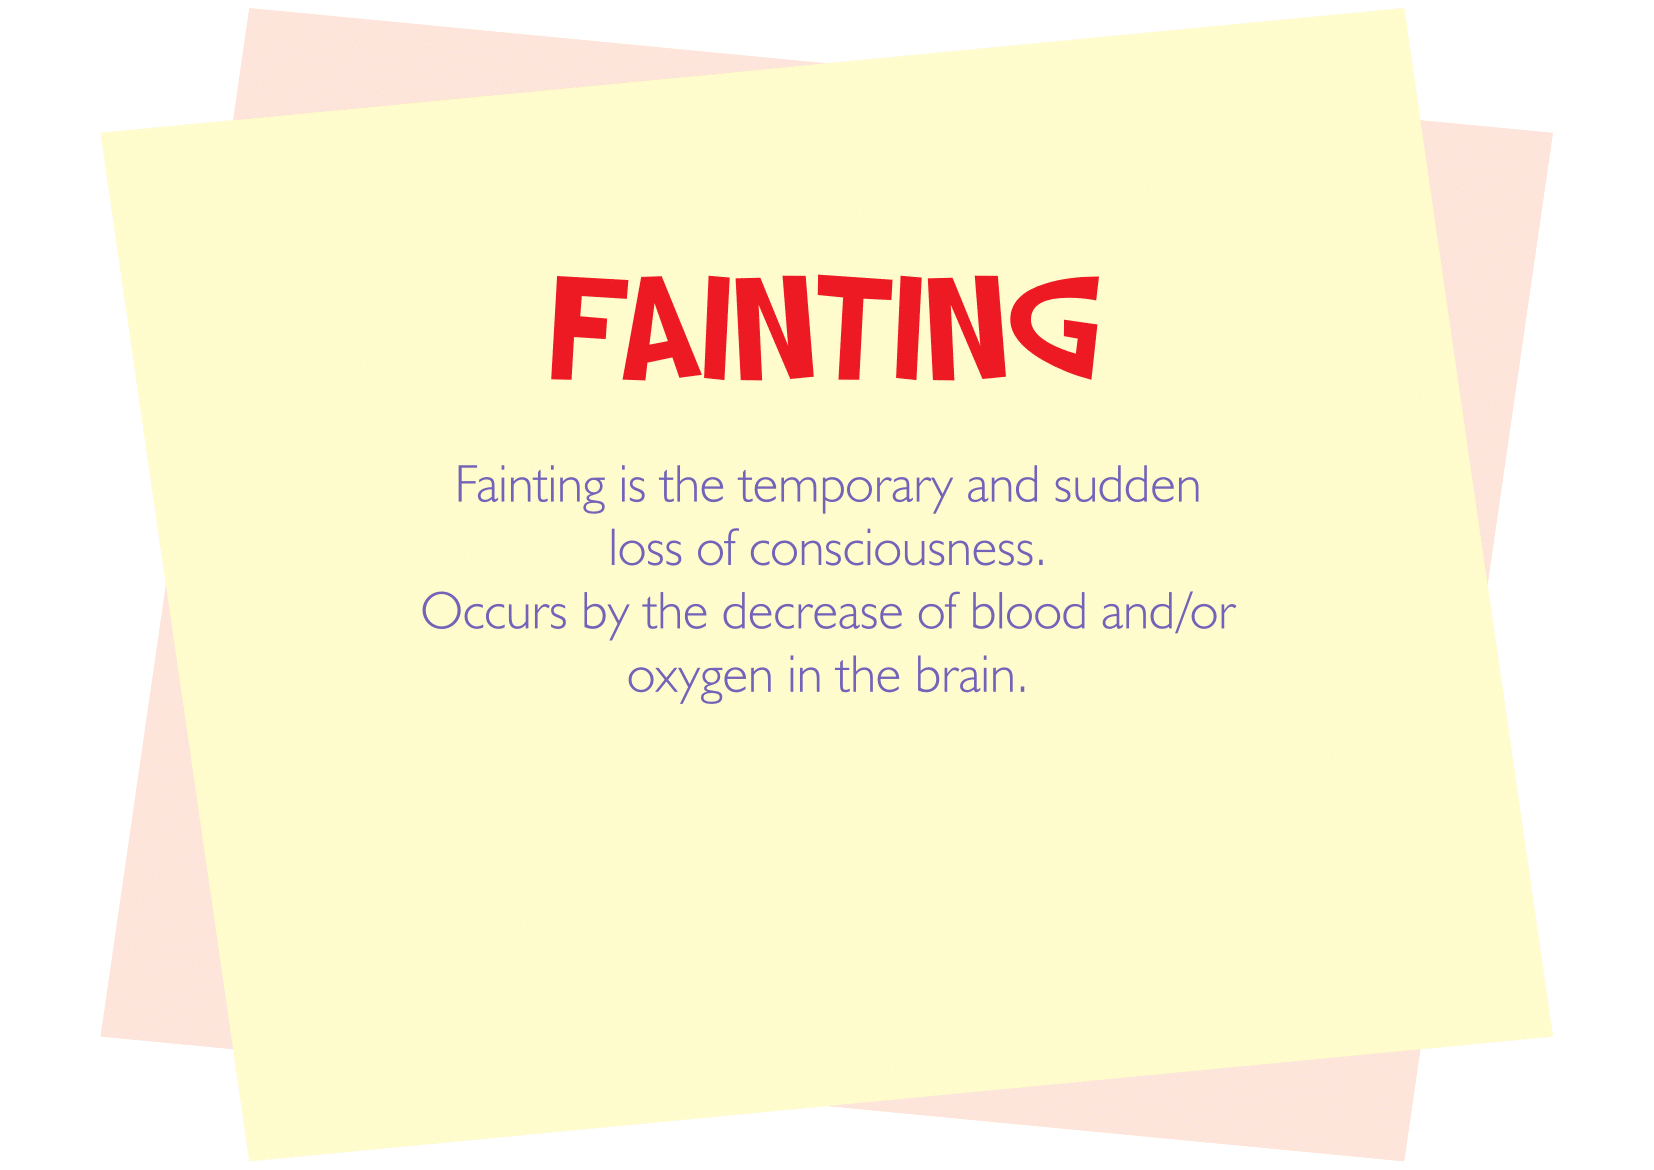 FAINTING
Fainting is the temporary and sudden
loss of consciousness.
Occurs by the decrease of blood and/or
oxygen in the brain.